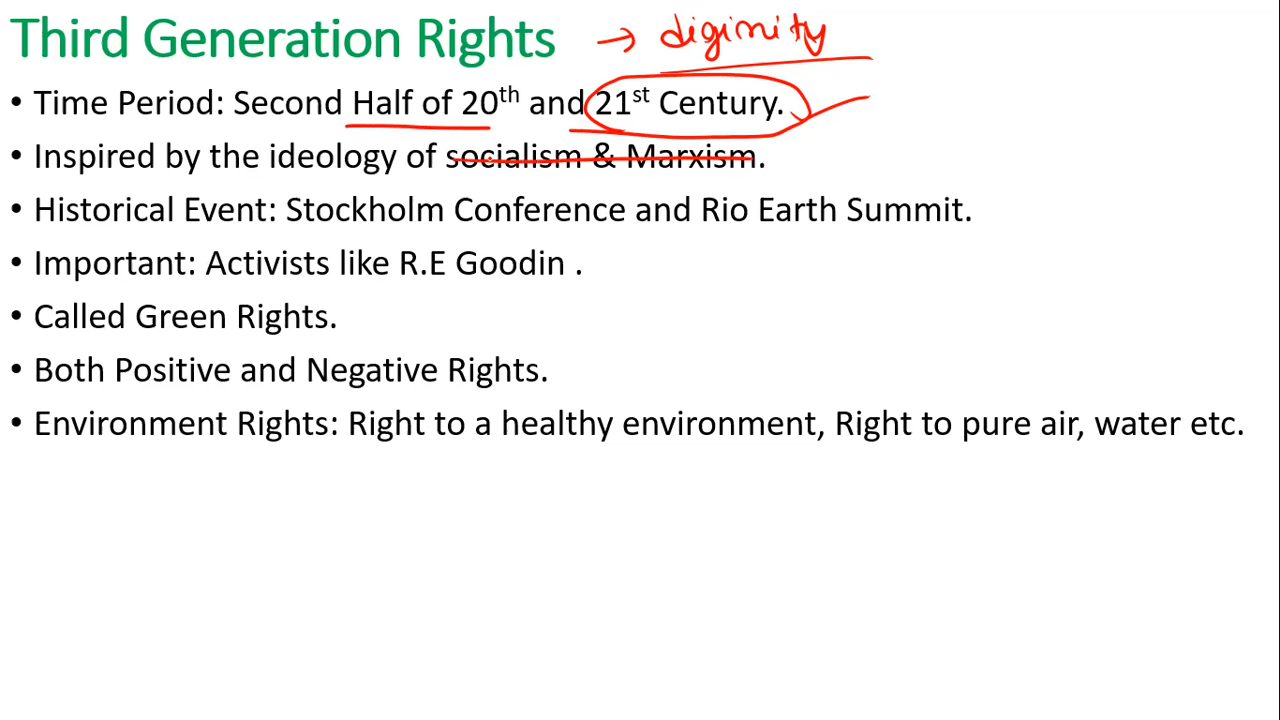 Third Generation Rights → digimity
• Time Period: Second Half of 20th and 21st Century.
• Inspired by the ideology of socialism & Marxism.
• Historical Event: Stockholm Conference and Rio Earth Summit.
• Important: Activists like R.E Goodin .
• Called Green Rights.
• Both Positive and Negative Rights.
• Environment Rights: Right to a healthy environment, Right to pure air, water etc.